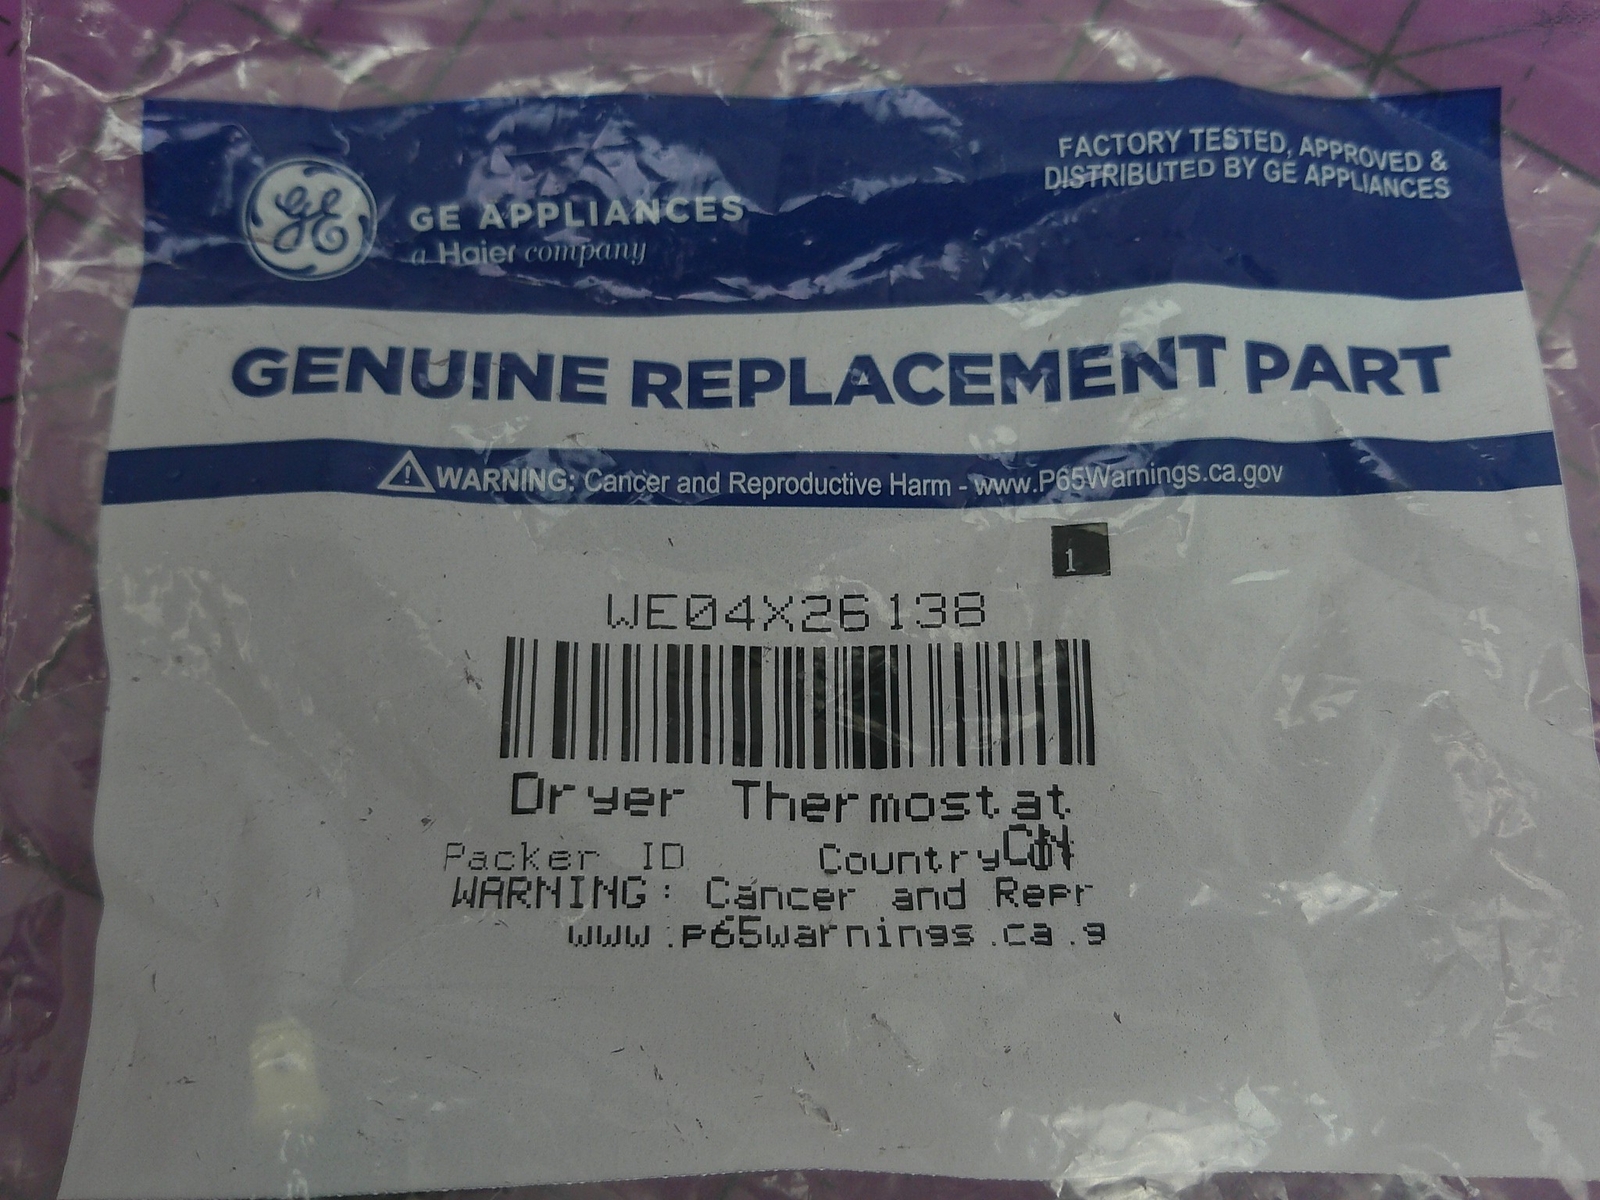 GE
GE APPLIANCES
a Haier company
FACTORY TESTED, APPROVED &
DISTRIBUTED BY GE APPLIANCES
GENUINE REPLACEMENT PART
WARNING: Cancer and Reproductive Harm - www.P65Warnings.ca.gov
1
WE04X26138
Dryer Thermostat
Packer ID Country CN
WARNING: Cancer and Repr
www.p65warnings.ca.g